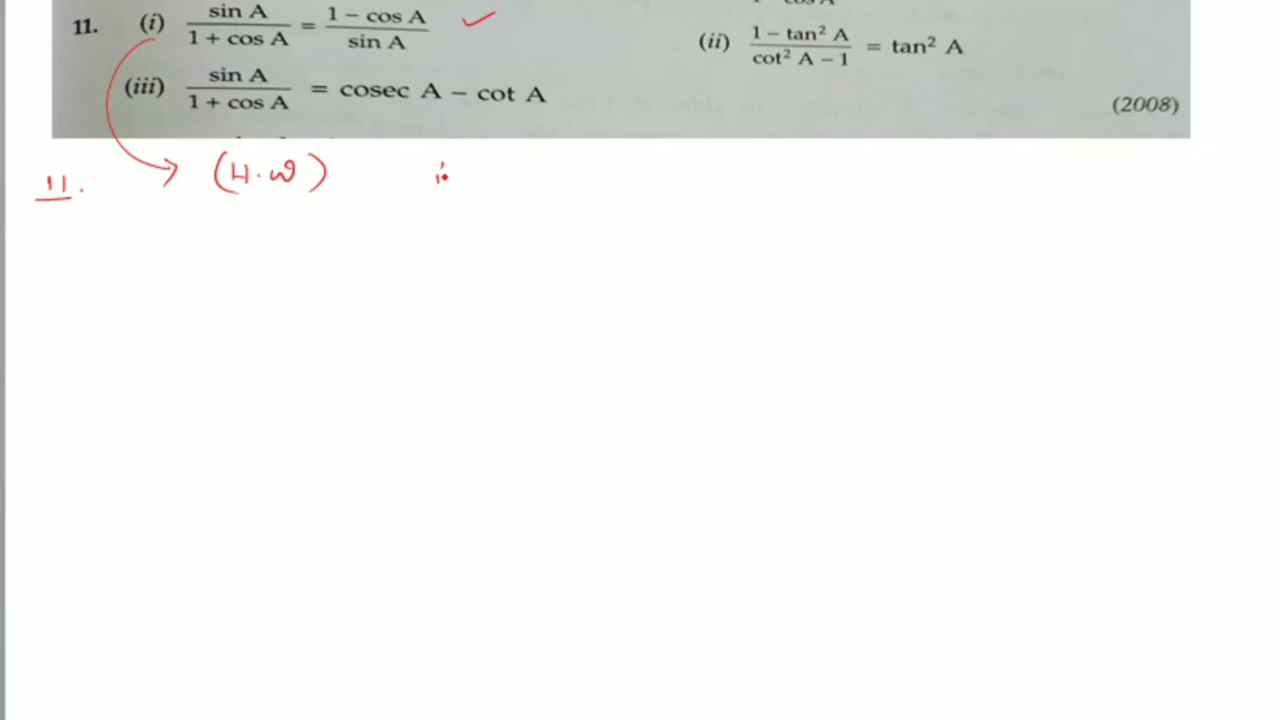 11. (i) sin A / 1 + cos A = 1 − cos A / sin A ✓
(ii) 1 − tan² A / cot² A − 1 = tan² A
(iii) sin A / 1 + cos A = cosec A − cot A
(2008)
11. → (H.W)